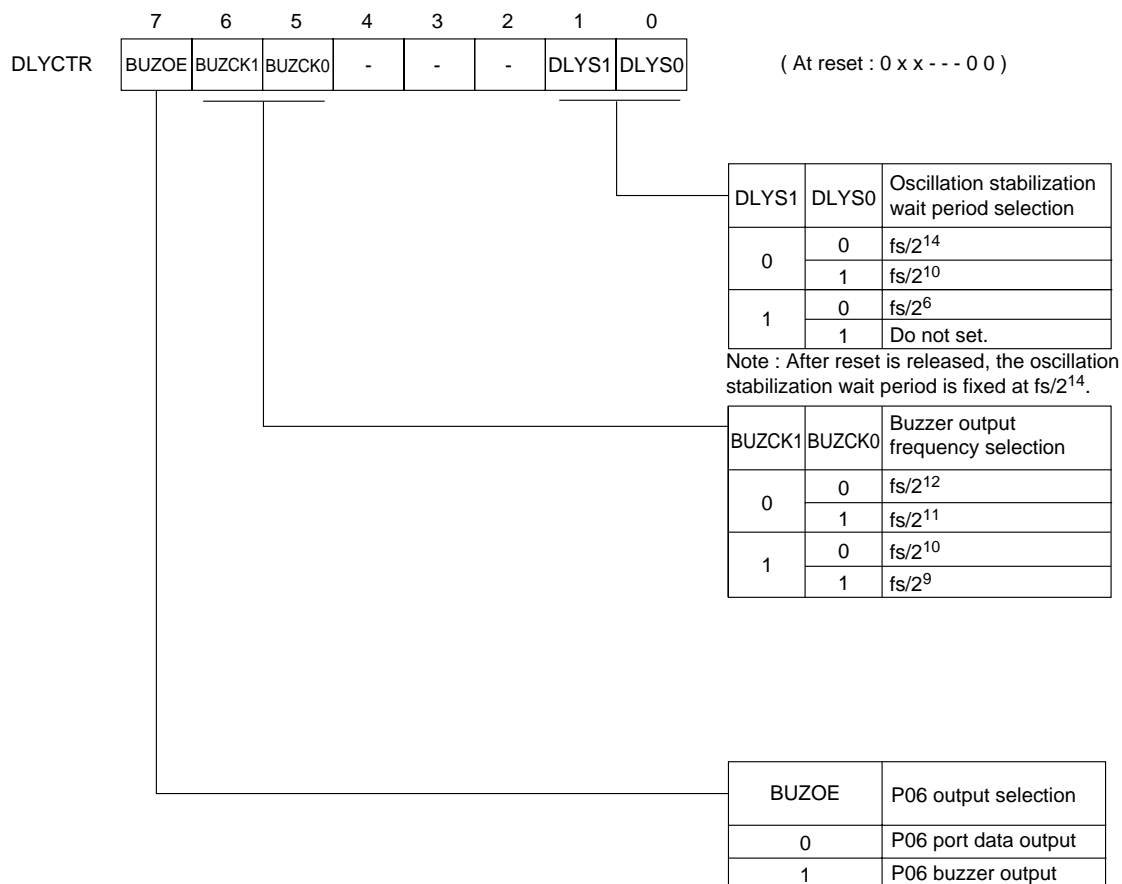 7 6 5 4 3 2 1 0
DLYCTR BUZOE BUZCK1 BUZCK0 - - - DLYS1 DLYS0 ( At reset : 0 x x - - - 0 0 )
DLYS1 DLYS0 Oscillation stabilization
wait period selection
0 0 fs/2^14
1 fs/2^10
1 0 fs/2^6
1 Do not set.
Note : After reset is released, the oscillation
stabilization wait period is fixed at fs/2^14.
BUZCK1 BUZCK0 Buzzer output
frequency selection
0 0 fs/2^12
1 fs/2^11
1 0 fs/2^10
1 fs/2^9
BUZOE P06 output selection
0 P06 port data output
1 P06 buzzer output